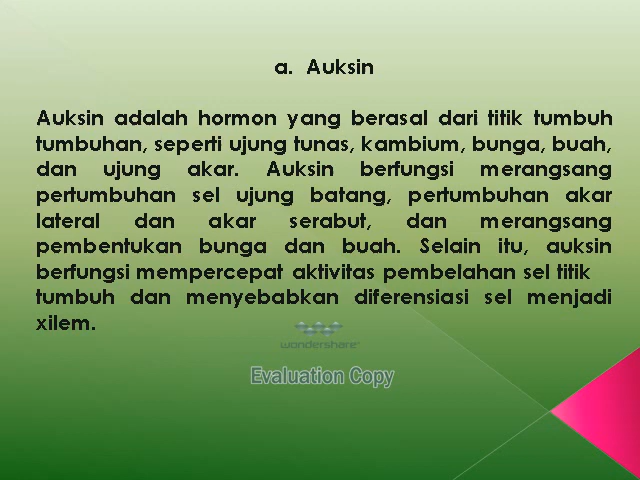 a. Auksin
Auksin adalah hormon yang berasal dari titik tumbuh
tumbuhan, seperti ujung tunas, kambium, bunga, buah,
dan ujung akar. Auksin berfungsi merangsang
pertumbuhan sel ujung batang, pertumbuhan akar
lateral dan akar serabut, dan merangsang
pembentukan bunga dan buah. Selain itu, auksin
berfungsi mempercepat aktivitas pembelahan sel titik
tumbuh dan menyebabkan diferensiasi sel menjadi
xilem.
wondershare
Evaluation Copy